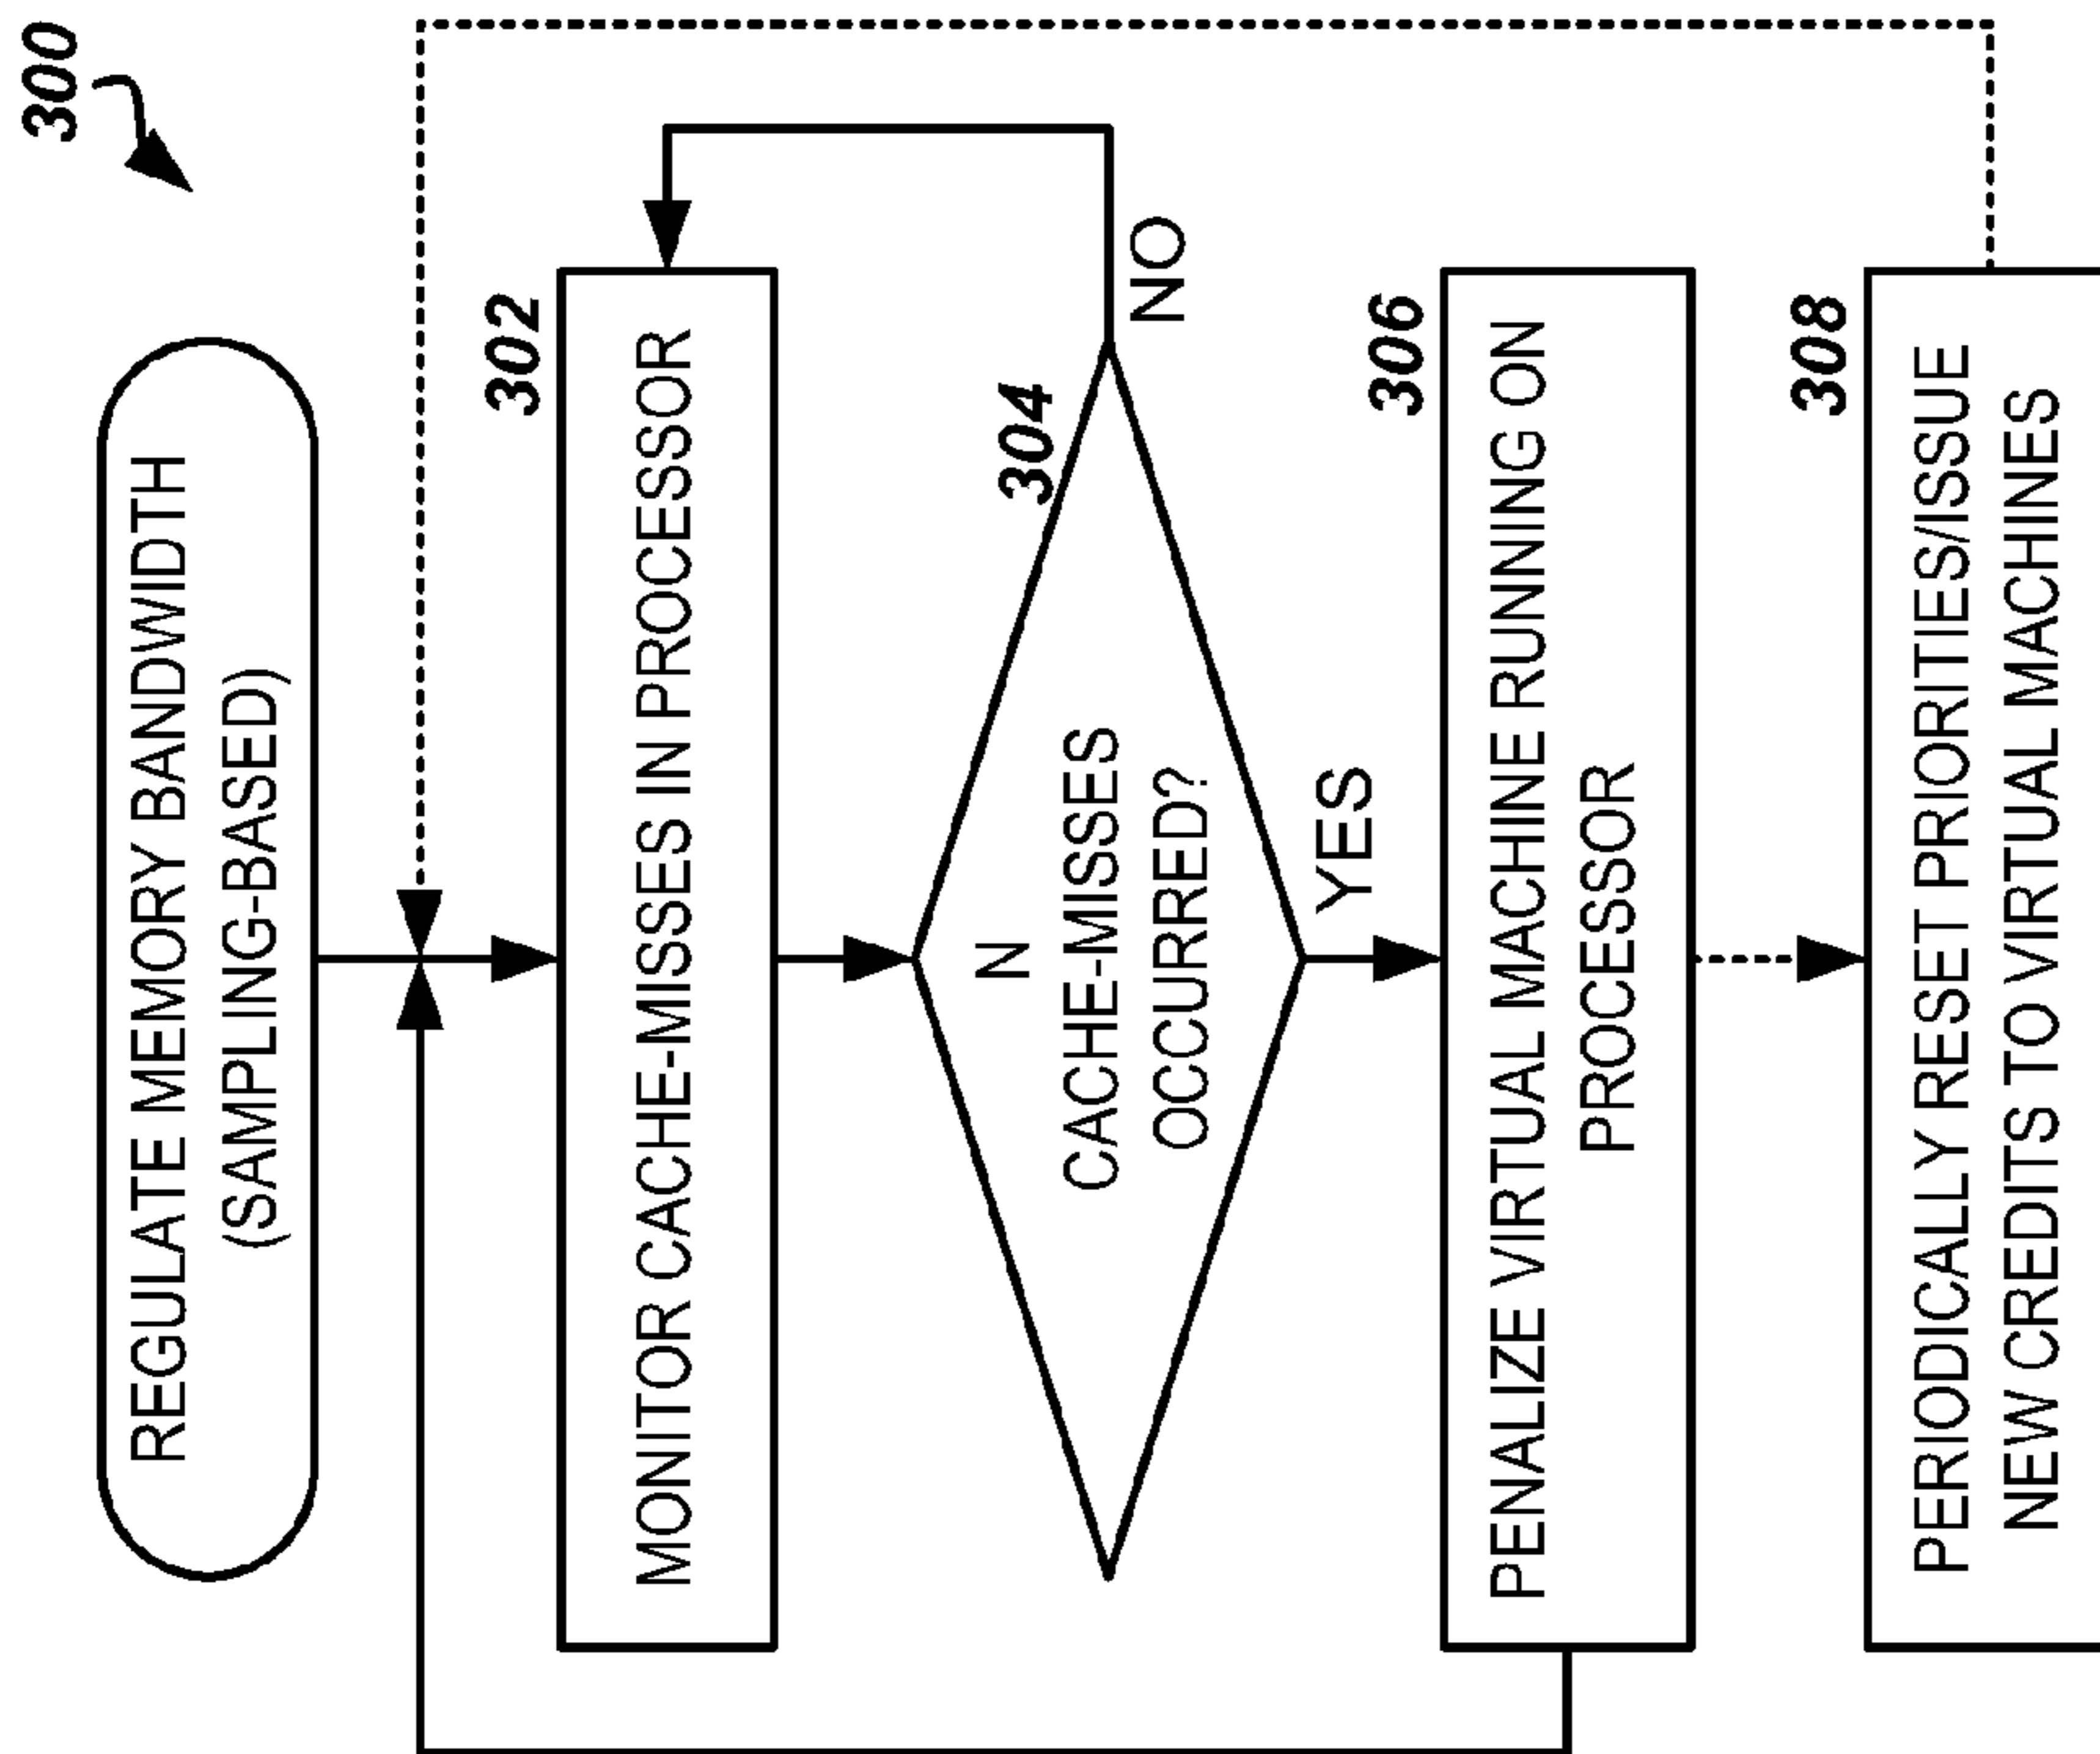 300
REGULATE MEMORY BANDWIDTH
(SAMPLING-BASED)
302
MONITOR CACHE-MISSES IN PROCESSOR
304
N
CACHE-MISSES
OCCURRED?
NO
YES
306
PENALIZE VIRTUAL MACHINE RUNNING ON
PROCESSOR
308
PERIODICALLY RESET PRIORITIES/ISSUE
NEW CREDITS TO VIRTUAL MACHINES